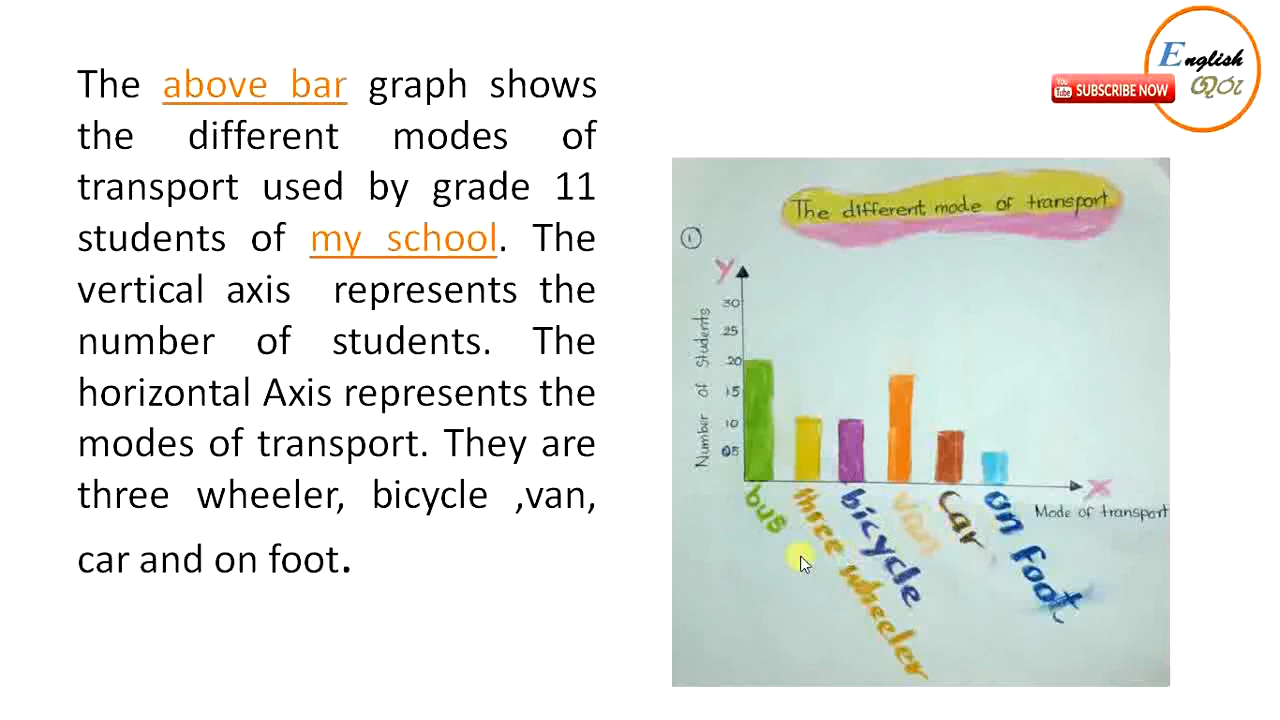 The above bar graph shows
the different modes of
transport used by grade 11
students of my school. The
vertical axis represents the
number of students. The
horizontal Axis represents the
modes of transport. They are
three wheeler, bicycle ,van,
car and on foot.
English
You Tube SUBSCRIBE NOW
The different mode of transport
1
Y
Number of Students
30
25
20
15
10
05
X
Mode of transport
bus
three wheeler
bicycle
van
car
on foot